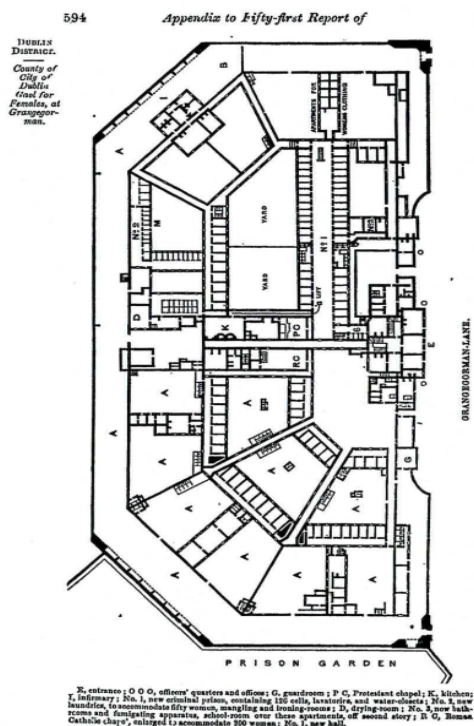 594
Appendix to Fifty-first Report of
DUBLIN
DISTRICT.
County of
City of
Dublin
Gaol for
Females, at
Grangegor-
man.
B
I
A
APARTMENTS FOR
WORKING CLOTHING
No. 2
M
YARD
No. 1
No. 3
O
YARD
LIFT
D
K
P C
G
O
E
R C
O
A
A
A
A
A
G
A
A
A
A
A
A
GRANGEGORMAN-LANE.
PRISON GARDEN
E, entrance; O O O, officers' quarters and offices; G, guardroom; P C, Protestant chapel; K, kitchen;
I, infirmary; No. 1, new criminal prison, containing 126 cells, lavatories, and water-closets; No. 2, new
laundries, to accommodate fifty women, mangling and ironing-rooms; D, drying-room; No. 3, new bath-
rooms and fumigating apparatus, school-room over these apartments, off second story; R C, Roman
Catholic chapel, enlarged to accommodate 200 women; No. 1, new hall.